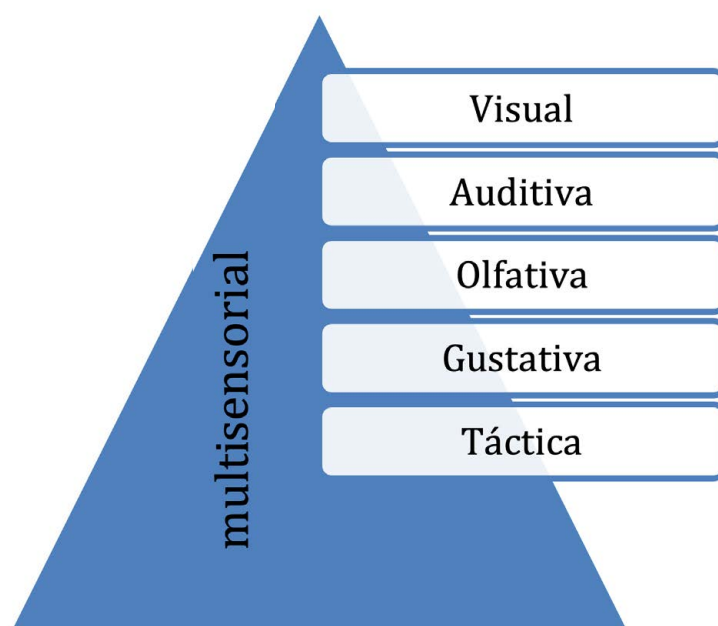 Visual
Auditiva
Olfativa
Gustativa
Táctica
multisensorial